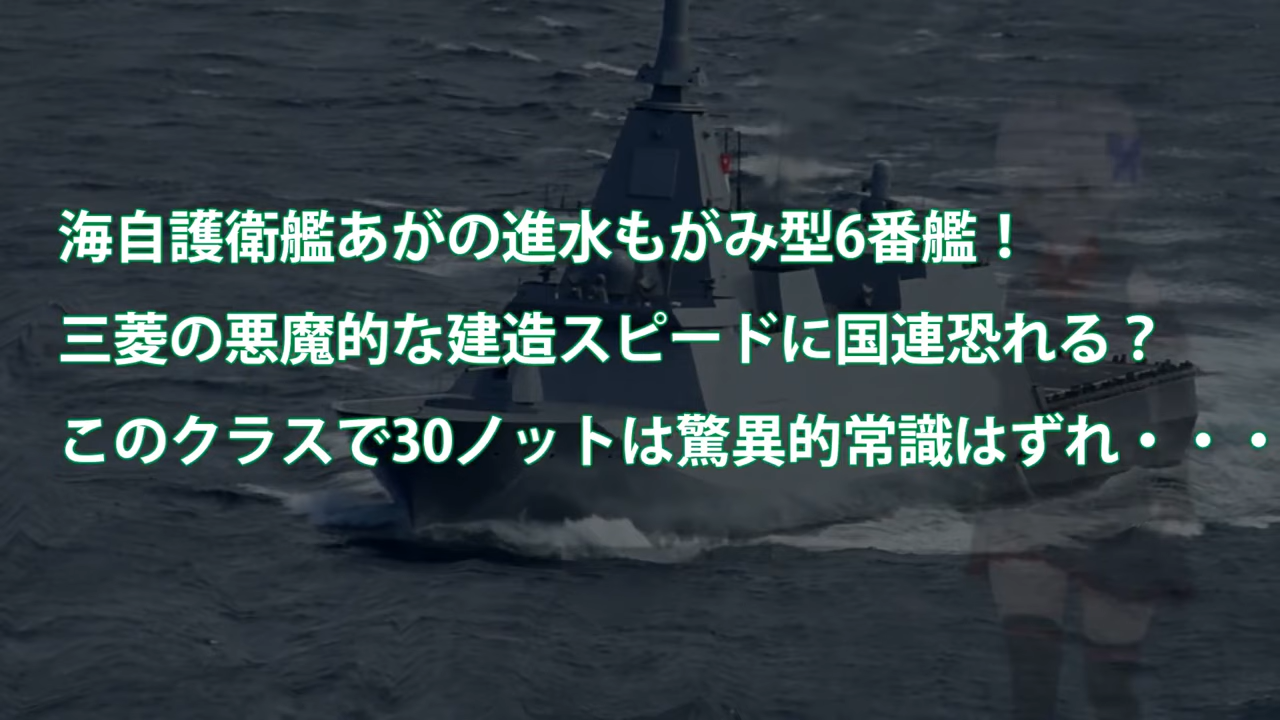 海自護衛艦あがの進水もがみ型6番艦！
三菱の悪魔的な建造スピードに国連恐れる？
このクラスで30ノットは驚異的常識はずれ・・・